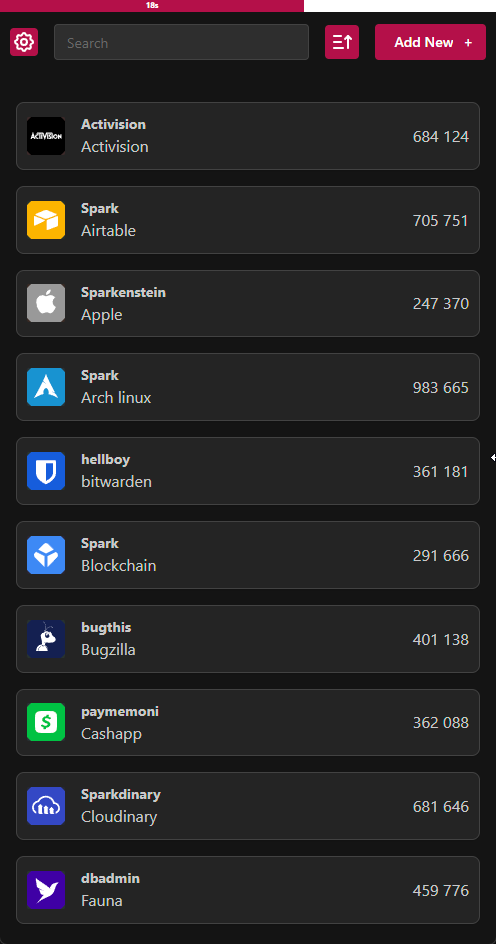 18s
Search
Add New +
ACTIVISION
Activision
Activision
684 124
Spark
Airtable
705 751
Sparkenstein
Apple
247 370
Spark
Arch linux
983 665
hellboy
bitwarden
361 181
Spark
Blockchain
291 666
bugthis
Bugzilla
401 138
paymemoni
Cashapp
362 088
Sparkdinary
Cloudinary
681 646
dbadmin
Fauna
459 776